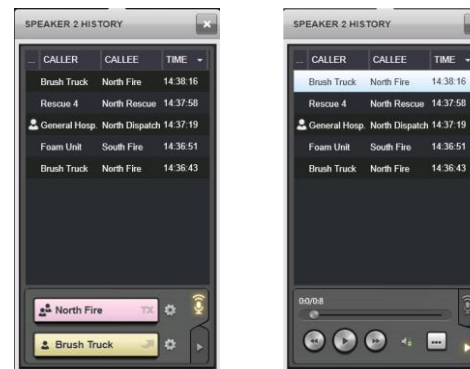 SPEAKER 2 HISTORY
... CALLER CALLEE TIME
Brush Truck North Fire 14:38:16
Rescue 4 North Rescue 14:37:58
General Hosp. North Dispatch 14:37:19
Foam Unit South Fire 14:36:51
Brush Truck North Fire 14:36:43
North Fire TX
Brush Truck
SPEAKER 2 HISTORY
... CALLER CALLEE TIME
Brush Truck North Fire 14:38:16
Rescue 4 North Rescue 14:37:58
General Hosp. North Dispatch 14:37:19
Foam Unit South Fire 14:36:51
Brush Truck North Fire 14:36:43
0:0/0:8
...